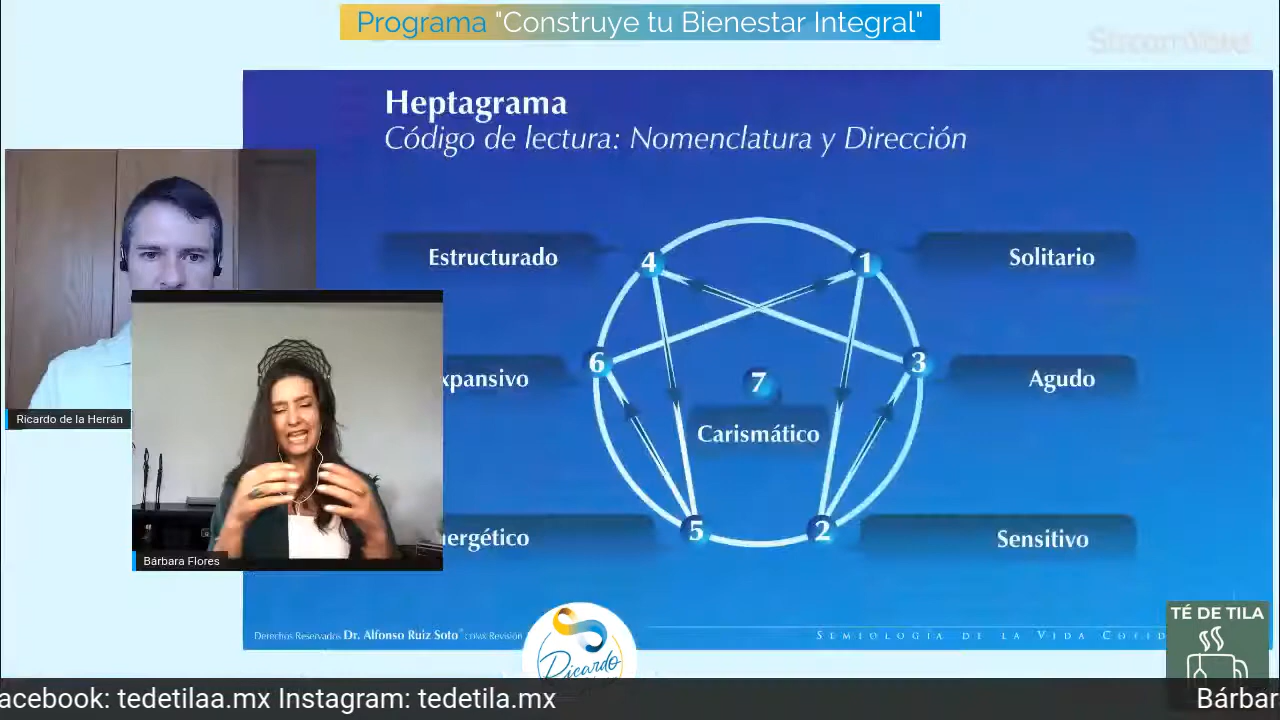 Programa "Construye tu Bienestar Integral"
StreamYard
Heptagrama
Código de lectura: Nomenclatura y Dirección
Estructurado
4
1
Solitario
6
3
xpansivo
7
Agudo
Carismático
5
2
nergético
Sensitivo
Ricardo de la Herrán
Bárbara Flores
Derechos Reservados Dr. Alfonso Ruiz Soto
SEMIOLOGÍA DE LA VIDA COTID
Ricardo
TÉ DE TILA
acebook: tedetilaa.mx Instagram: tedetila.mx
Bárbar